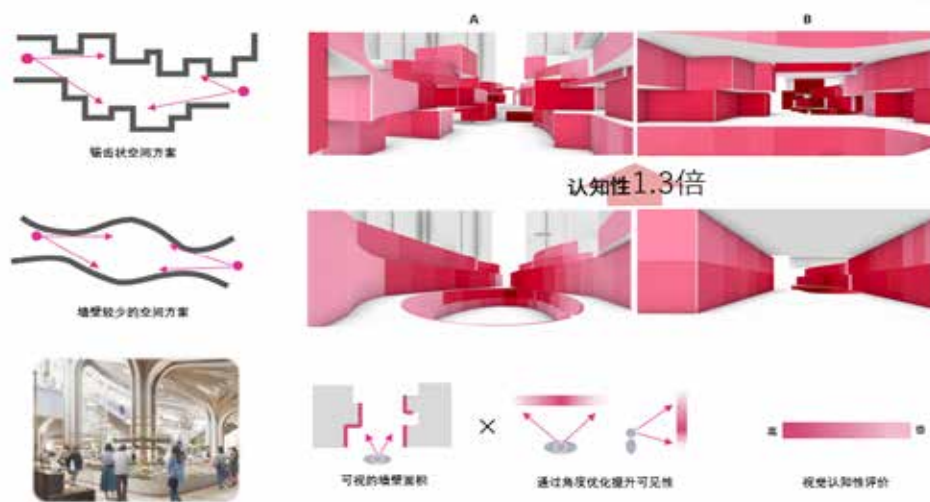 A
B
锯齿状空间方案
认知性1.3倍
墙壁较少的空间方案
可视的墙壁面积
×
通过角度优化提升可见性
高
低
视觉认知性评价